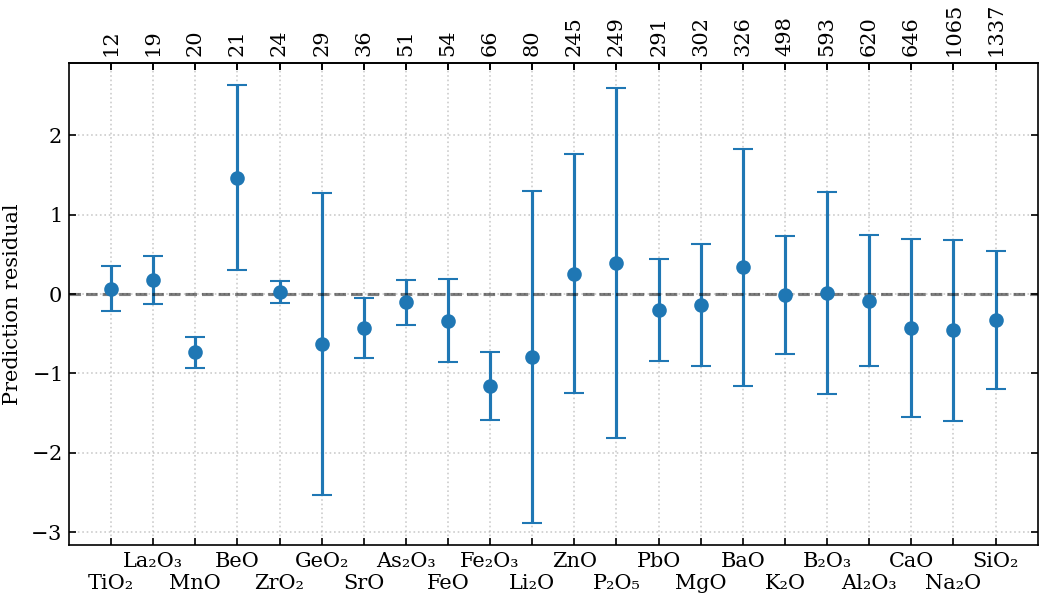 12 19 20 21 24 29 36 51 54 66 80 245 249 291 302 326 498 593 620 646 1065 1337
Prediction residual
2
1
0
−1
−2
−3
La₂O₃ BeO GeO₂ As₂O₃ Fe₂O₃ ZnO PbO BaO B₂O₃ CaO SiO₂
TiO₂ MnO ZrO₂ SrO FeO Li₂O P₂O₅ MgO K₂O Al₂O₃ Na₂O